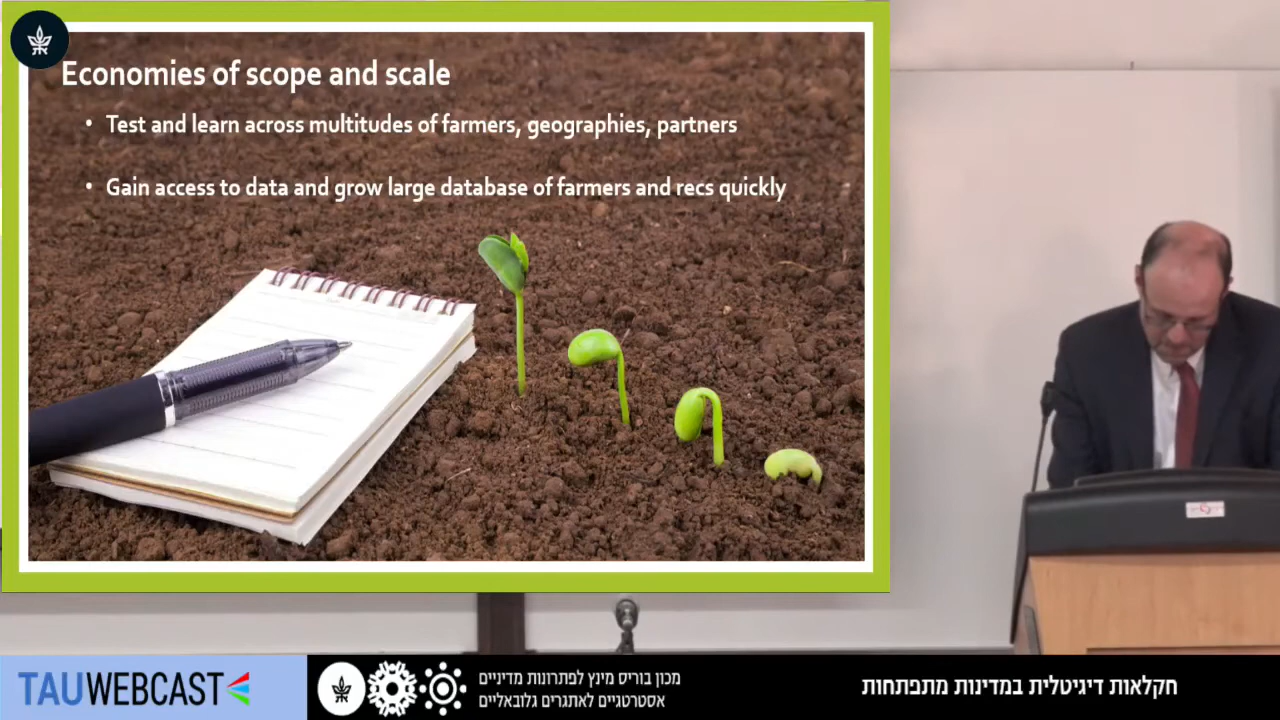 Economies of scope and scale
• Test and learn across multitudes of farmers, geographies, partners
• Gain access to data and grow large database of farmers and recs quickly
TAUWEBCAST
מכון בוריס מינץ לפתרונות מדיניים
אסטרטגיים לאתגרים גלובאליים
חקלאות דיגיטלית במדינות מתפתחות